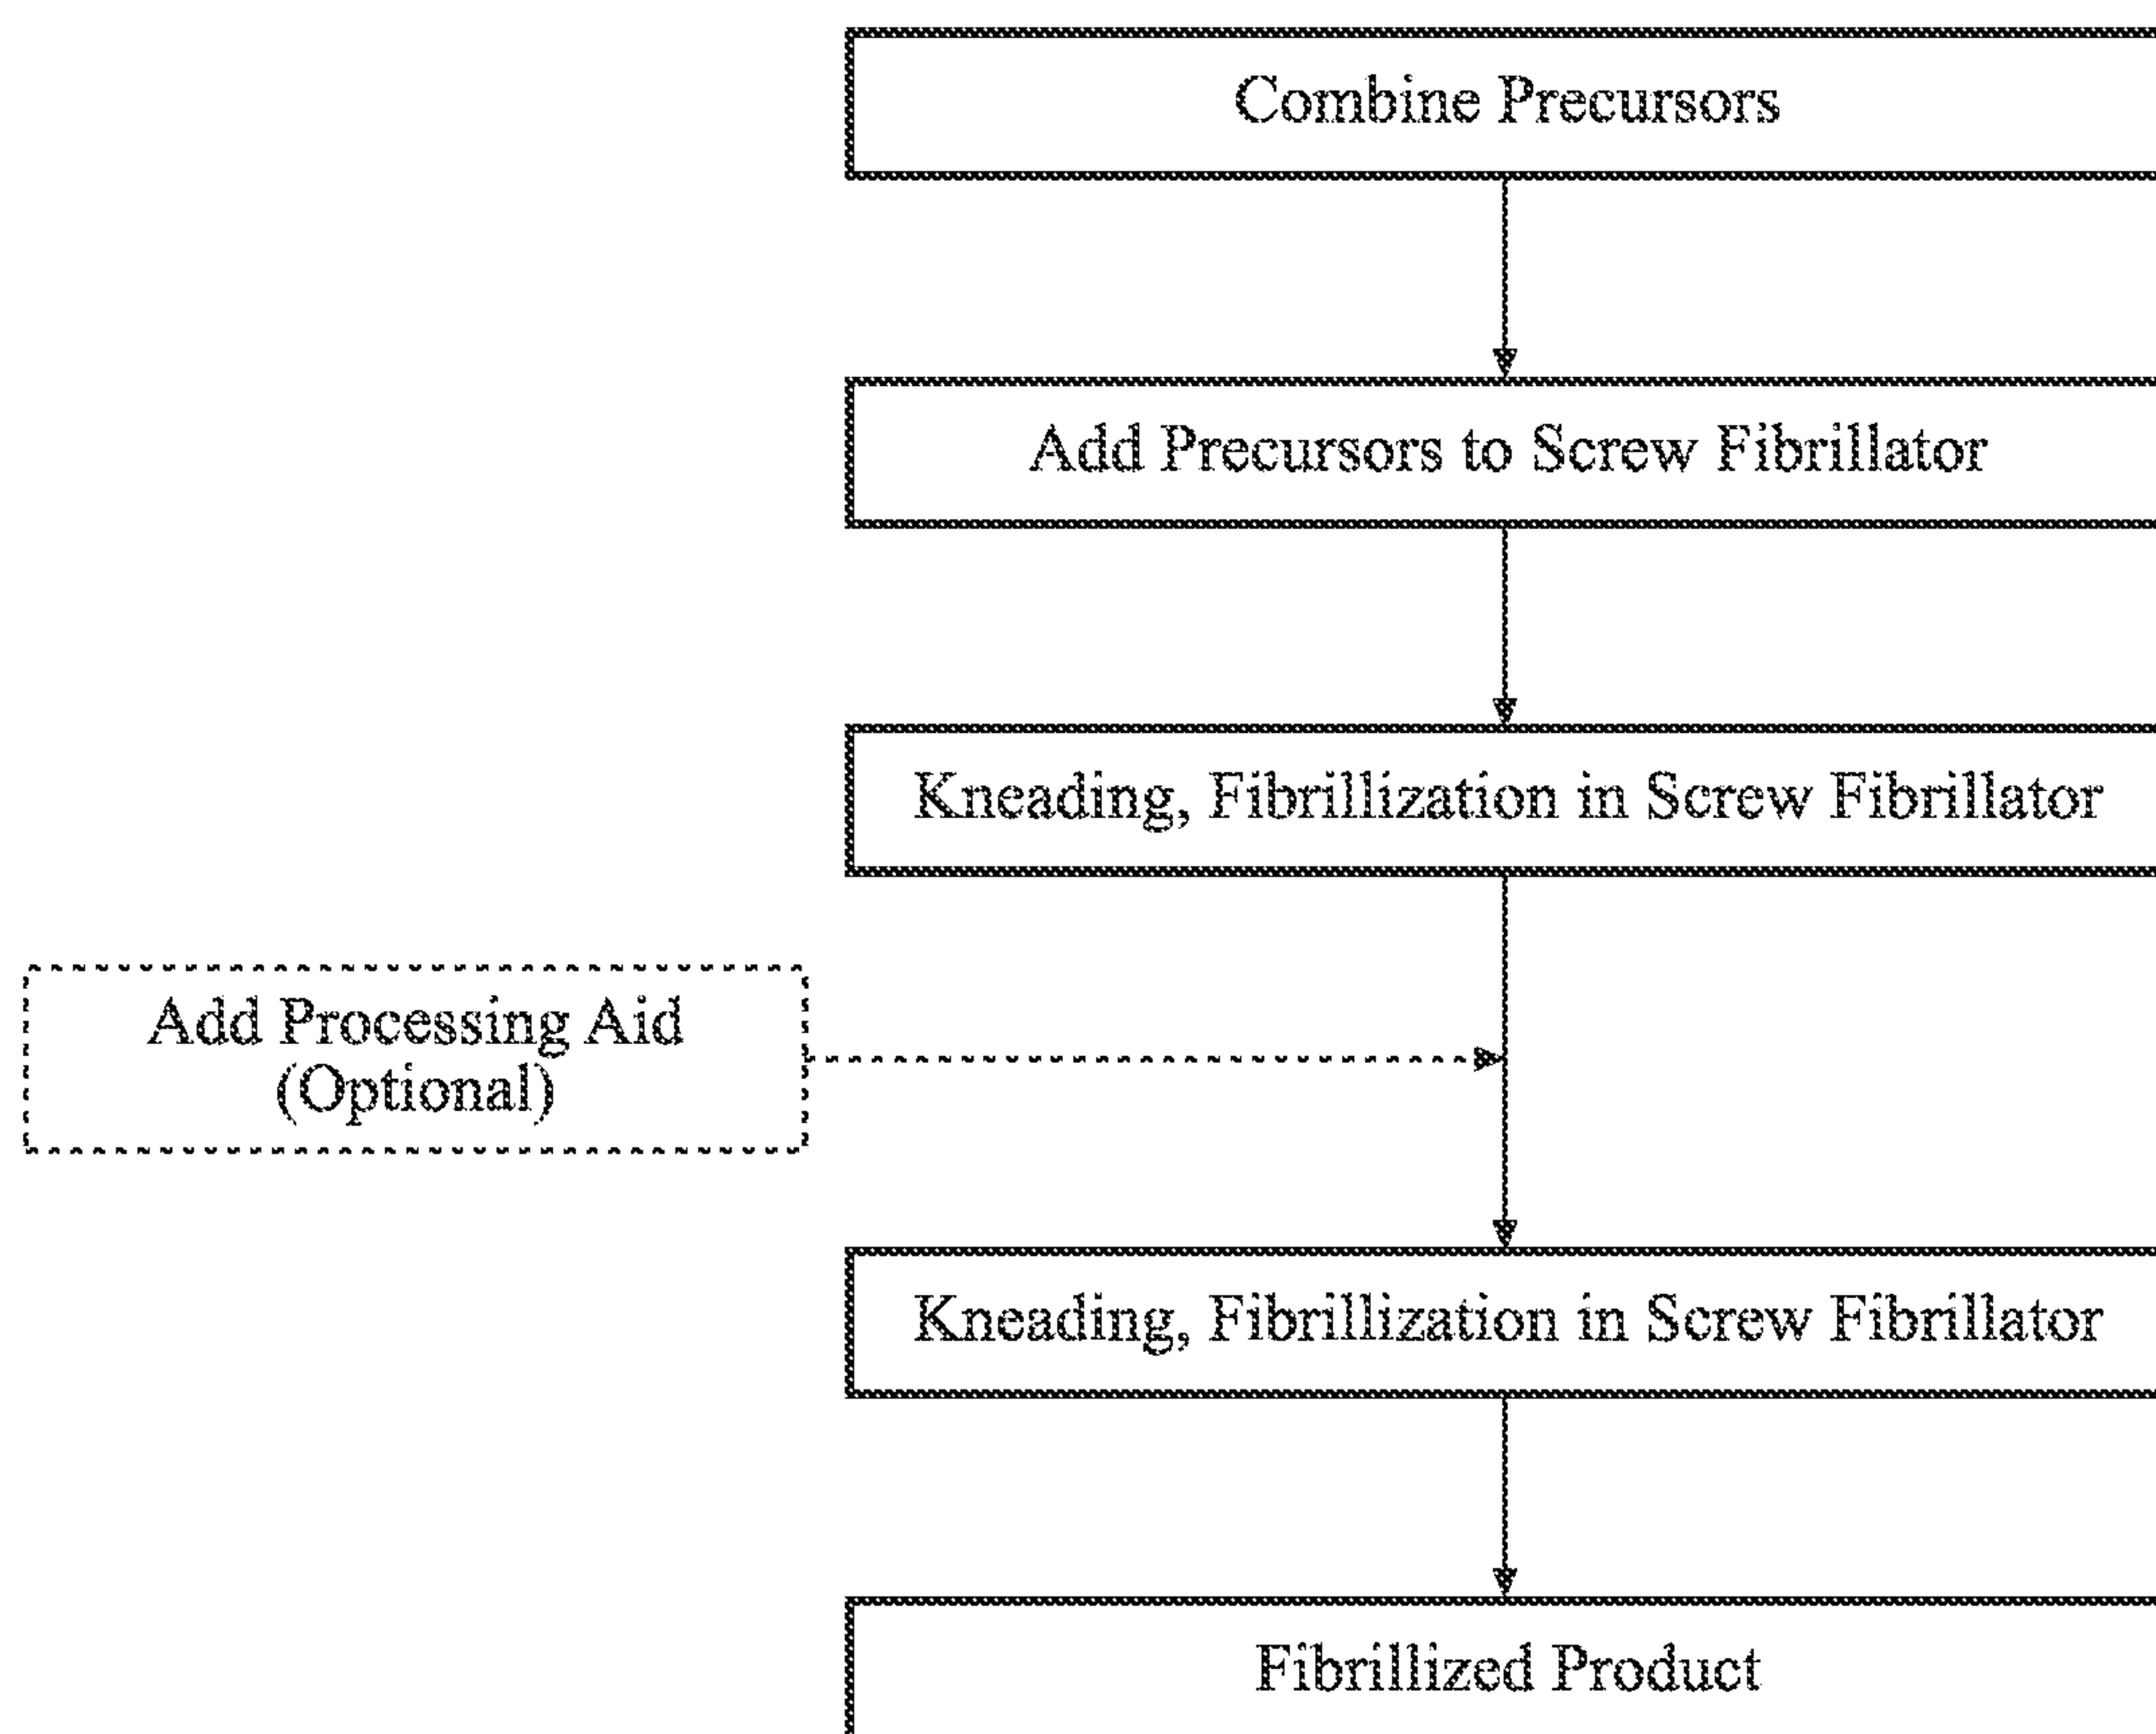 Combine Precursors
Add Precursors to Screw Fibrillator
Kneading, Fibrillization in Screw Fibrillator
Add Processing Aid
(Optional)
Kneading, Fibrillization in Screw Fibrillator
Fibrillized Product